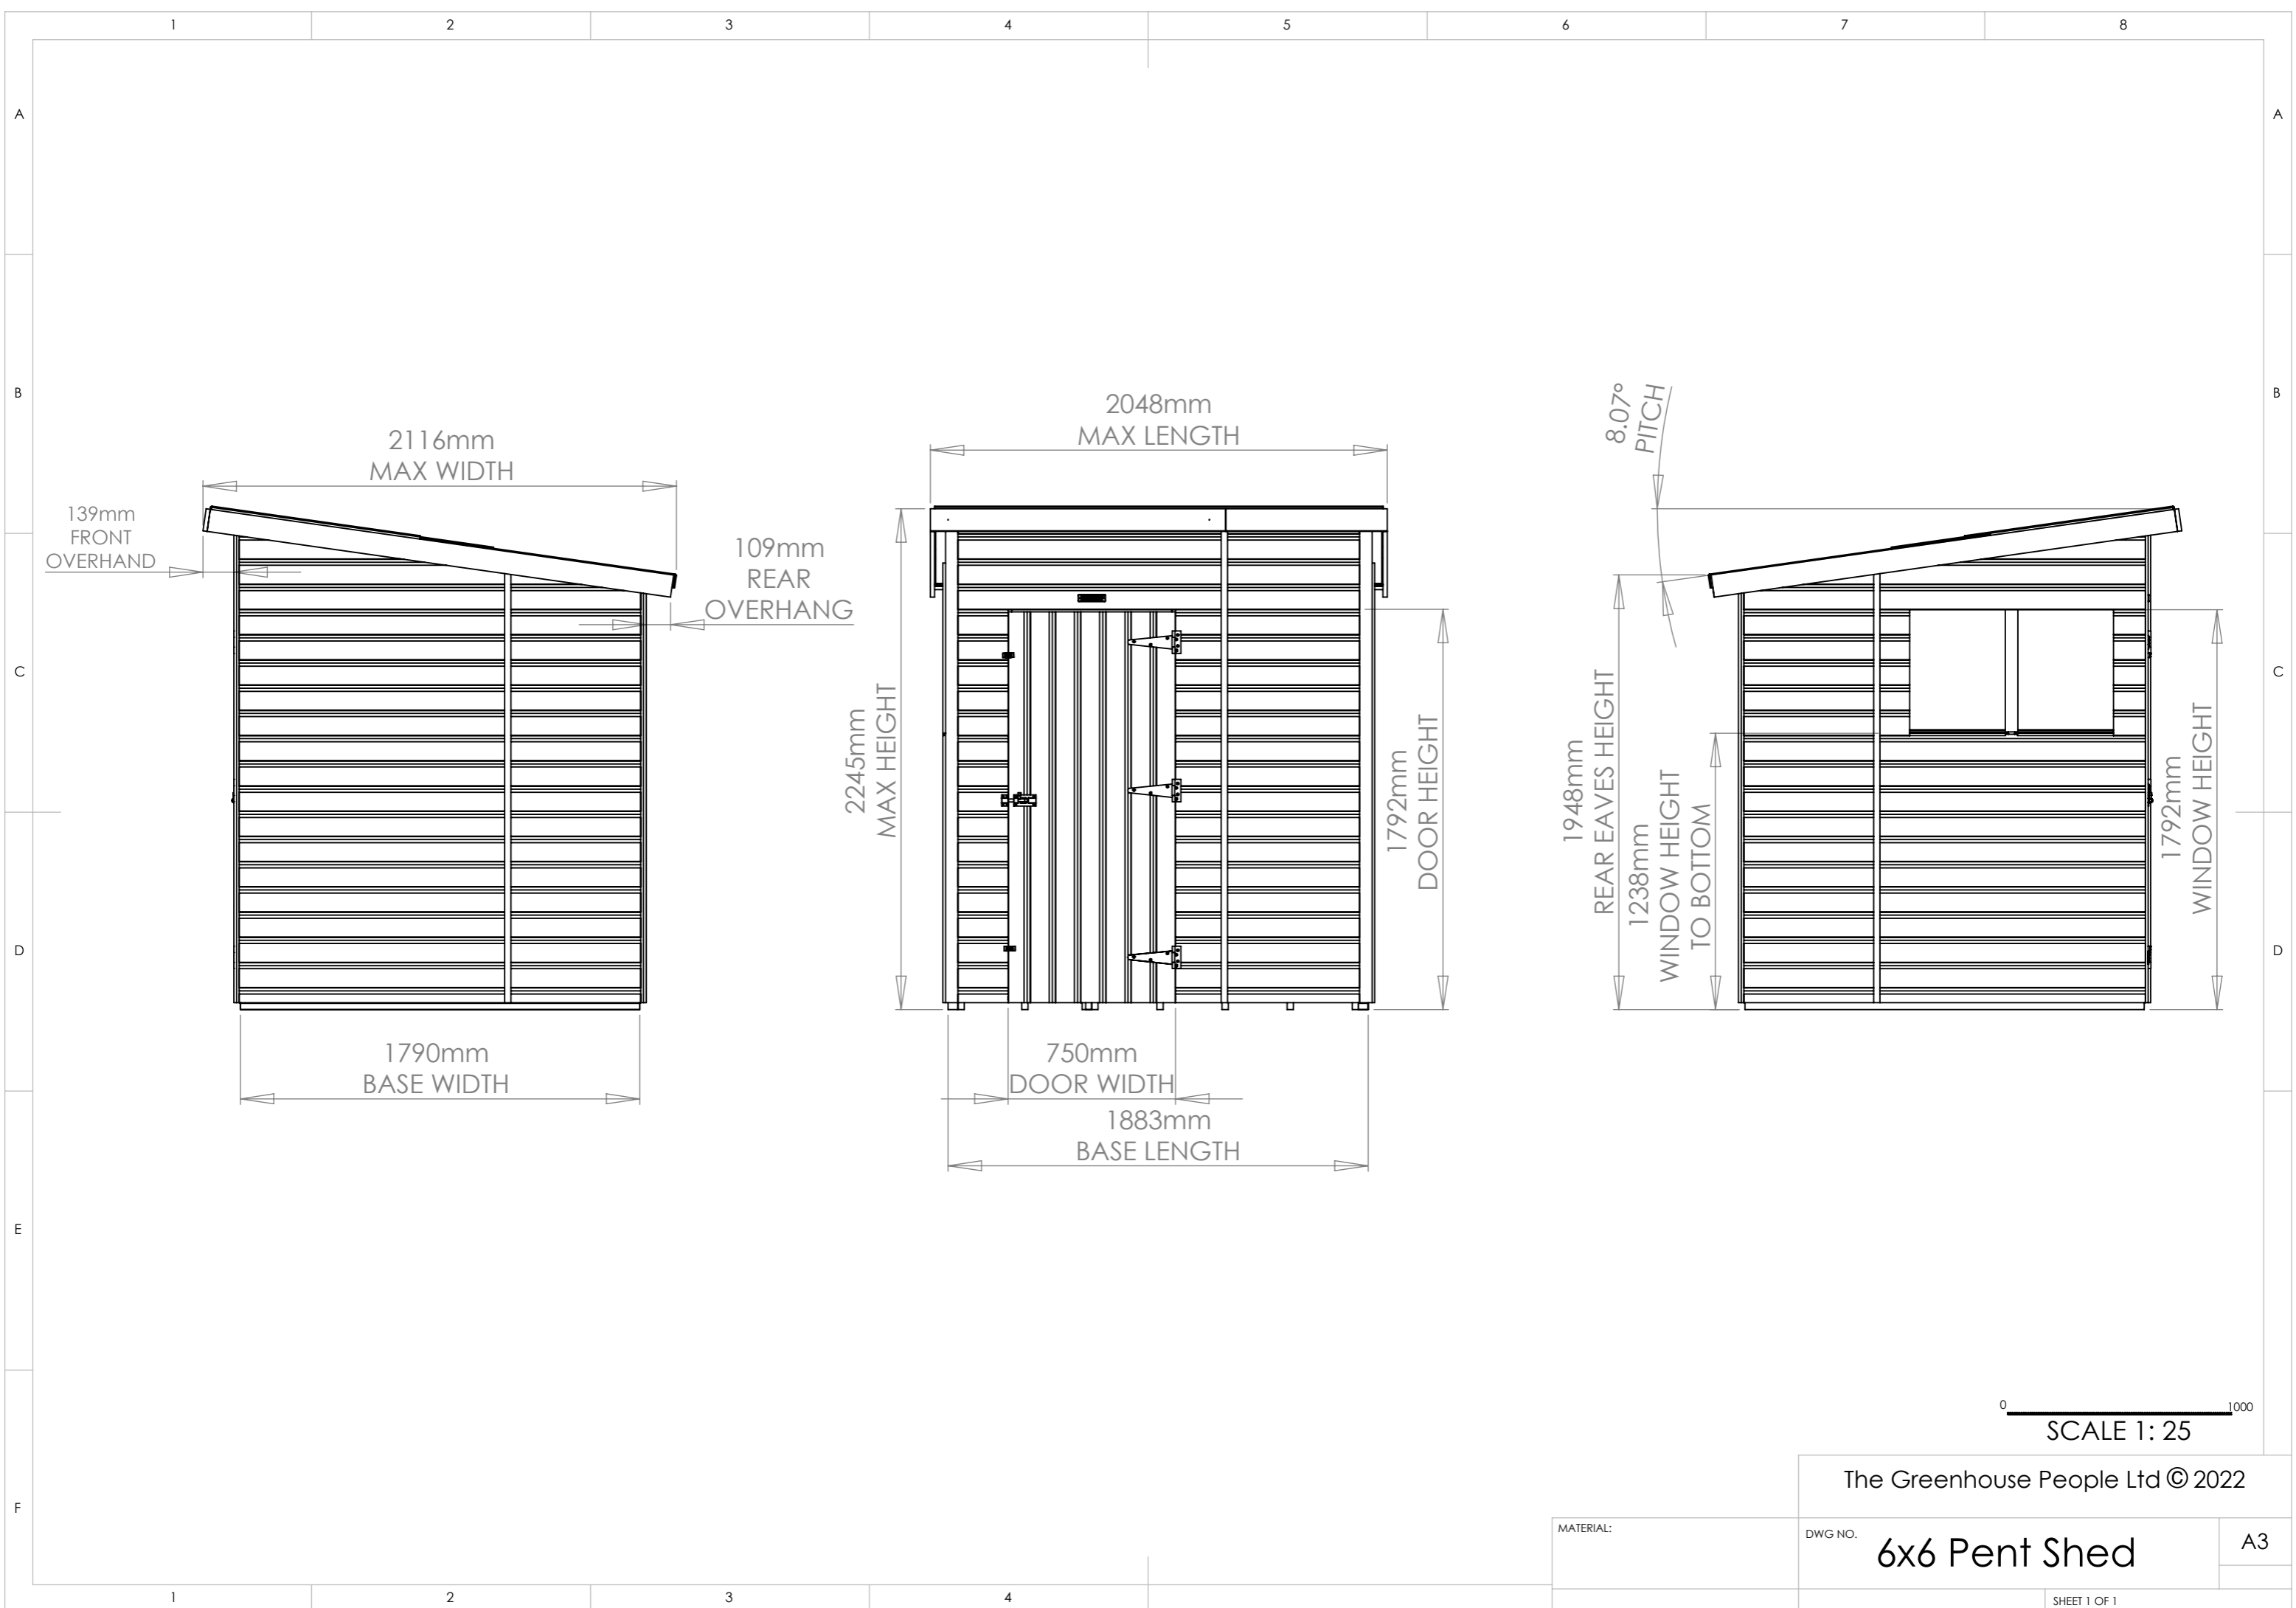 1 2 3 4 5 6 7 8
A A
B B
2116mm
MAX WIDTH
139mm
FRONT
OVERHAND
109mm
REAR
OVERHANG
2048mm
MAX LENGTH
8.07°
PITCH
C C
2245mm
MAX HEIGHT
1792mm
DOOR HEIGHT
1948mm
REAR EAVES HEIGHT
1238mm
WINDOW HEIGHT
TO BOTTOM
1792mm
WINDOW HEIGHT
D D
1790mm
BASE WIDTH
750mm
DOOR WIDTH
1883mm
BASE LENGTH
E
0 1000
SCALE 1: 25
The Greenhouse People Ltd © 2022
F
MATERIAL:
DWG NO.
6x6 Pent Shed
A3
1 2 3 4
SHEET 1 OF 1